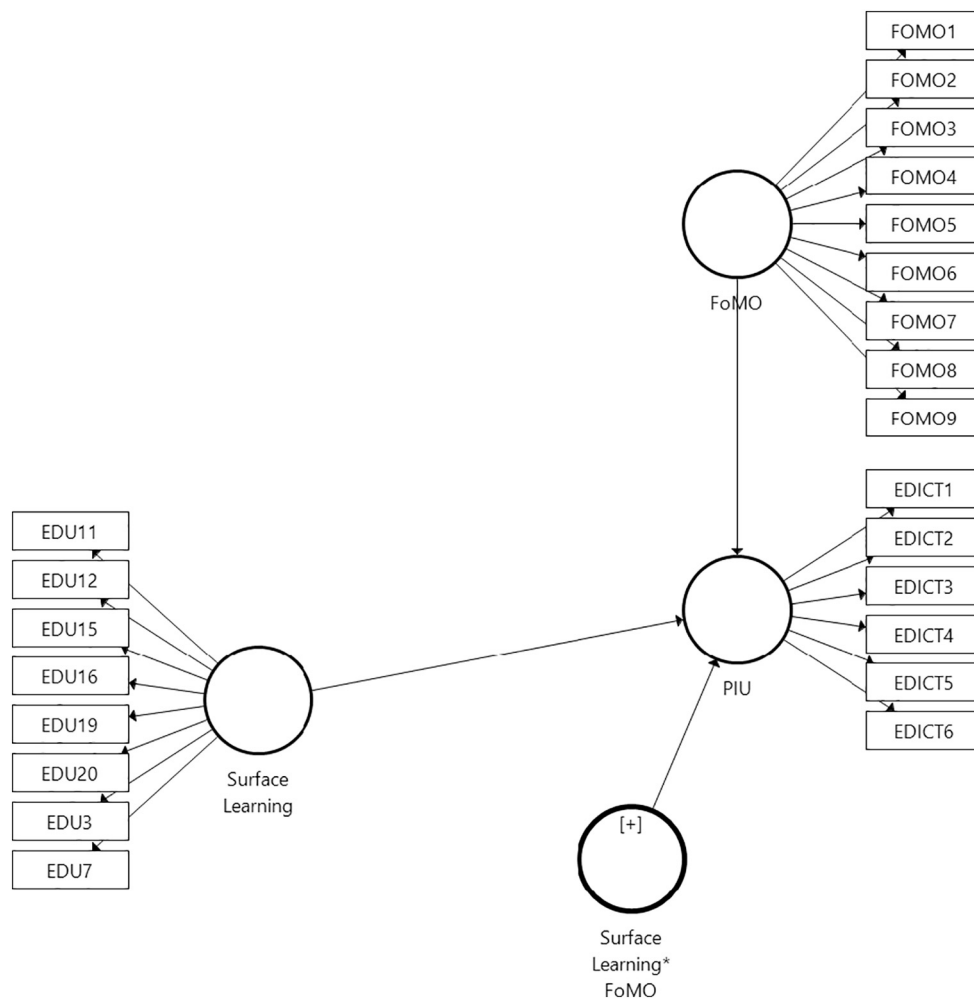 FOMO1
FOMO2
FOMO3
FOMO4
FOMO5
FOMO6
FOMO7
FOMO8
FOMO9
FoMO
EDICT1
EDICT2
EDICT3
EDICT4
EDICT5
EDICT6
PIU
EDU11
EDU12
EDU15
EDU16
EDU19
EDU20
EDU3
EDU7
Surface
Learning
[+]
Surface
Learning*
FoMO